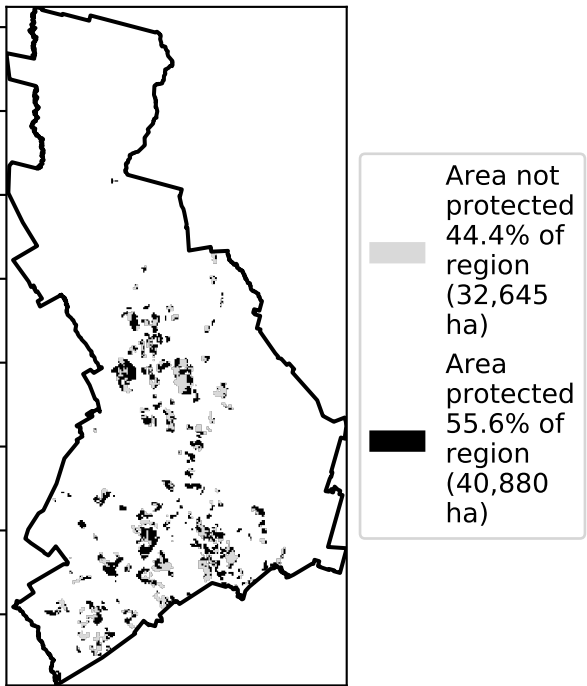 Area not
protected
44.4% of
region
(32,645
ha)
Area
protected
55.6% of
region
(40,880
ha)